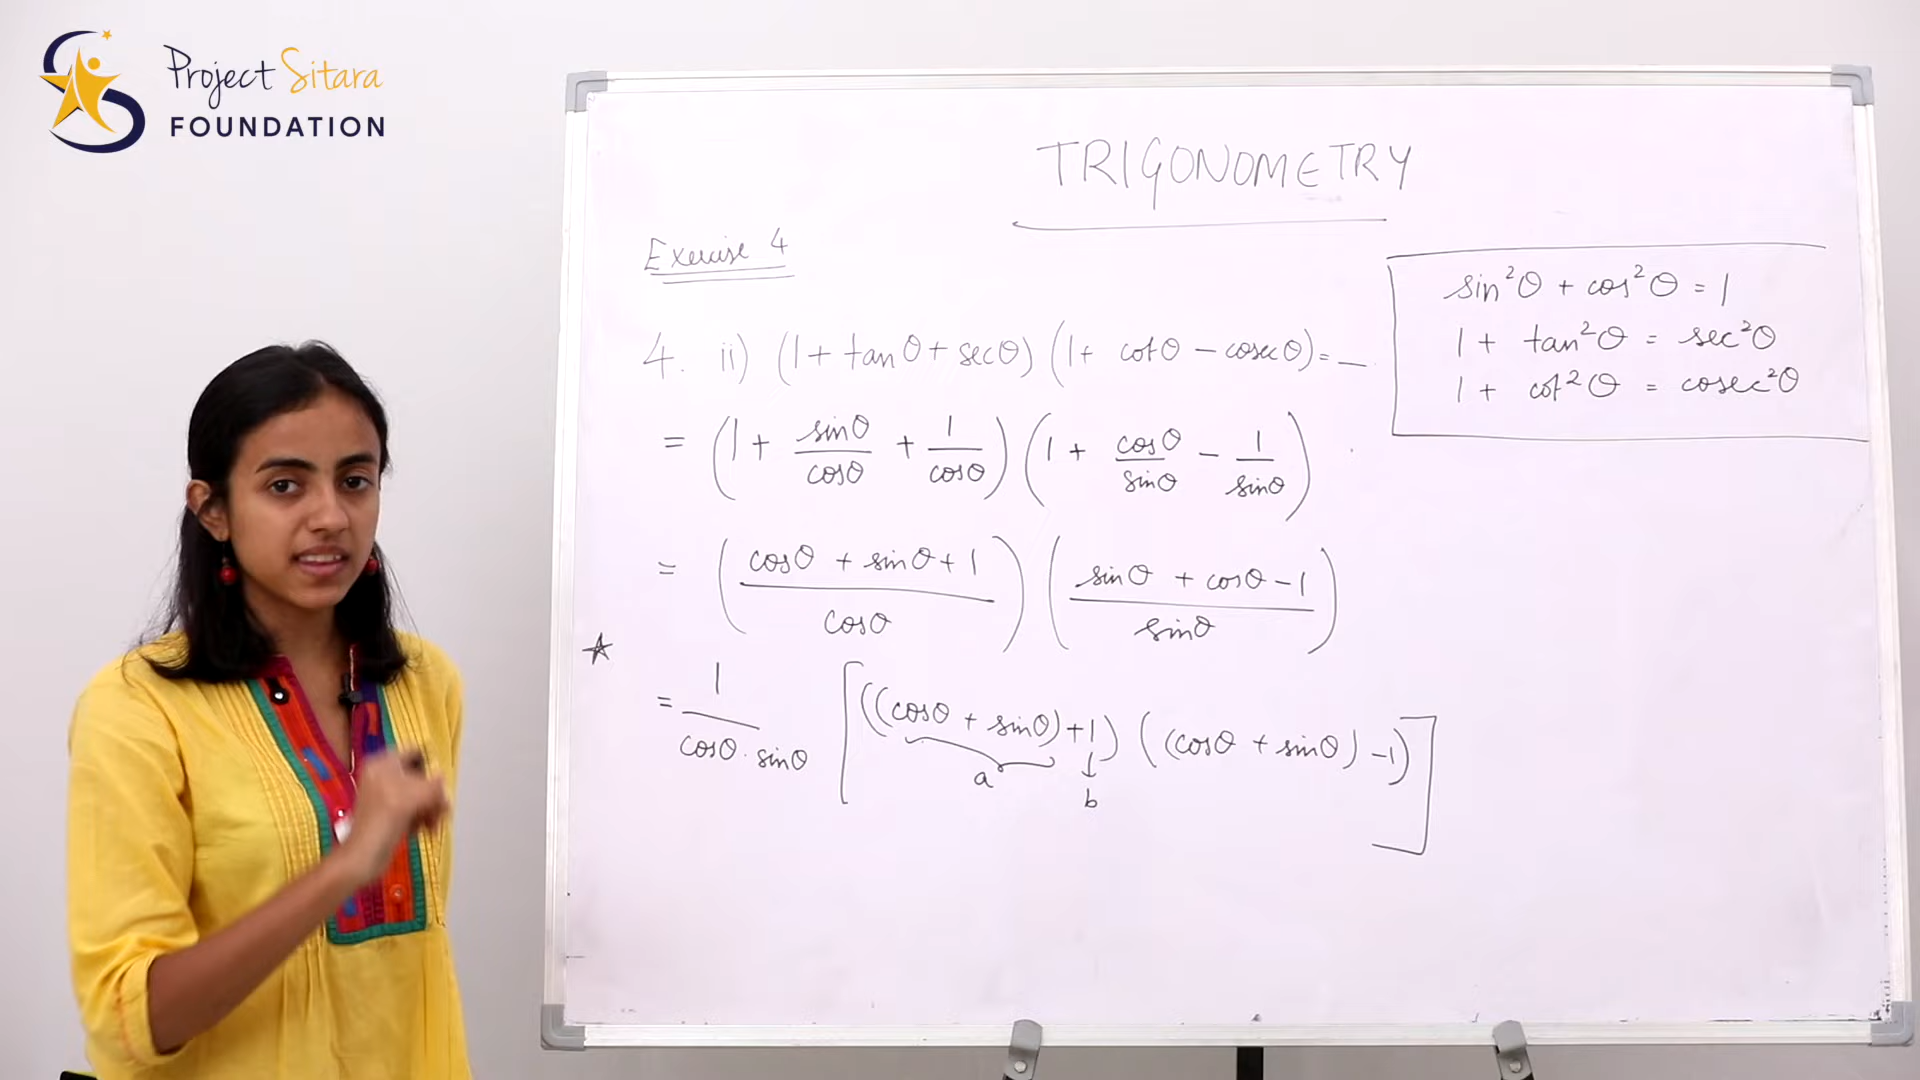 Project Sitara
FOUNDATION
TRIGONOMETRY
Exercise 4
sin²θ + cos²θ = 1
1 + tan²θ = sec²θ
1 + cot²θ = cosec²θ
4. ii) (1 + tanθ + secθ) (1 + cotθ − cosecθ) = _
= (1 + sinθ/cosθ + 1/cosθ) (1 + cosθ/sinθ − 1/sinθ)
= ((cosθ + sinθ + 1)/cosθ) ((sinθ + cosθ − 1)/sinθ)
☆
= 1/(cosθ · sinθ) [((cosθ + sinθ) + 1) ((cosθ + sinθ) − 1)]
a
↓
b